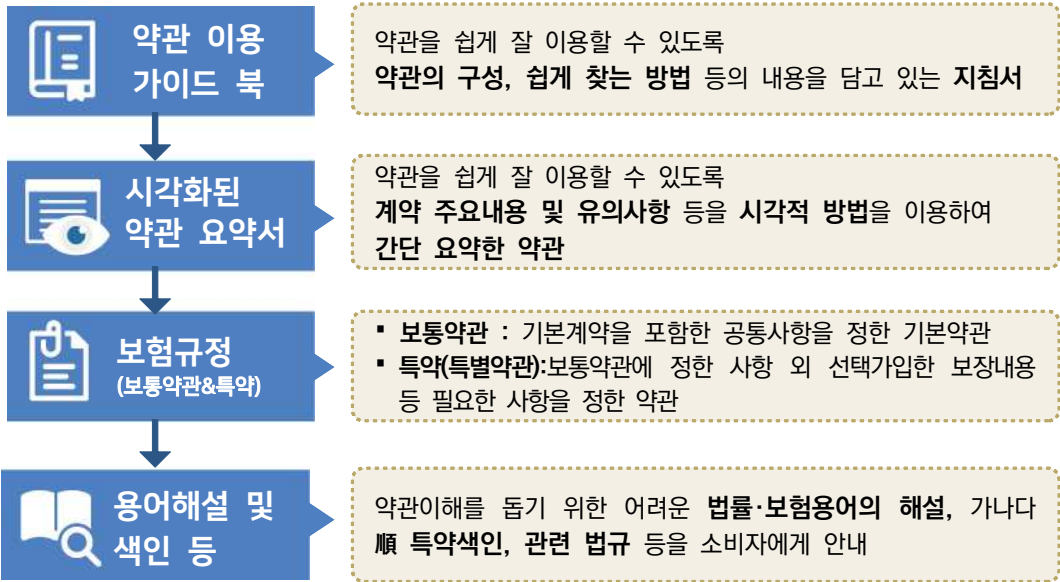 약관 이용
가이드 북
약관을 쉽게 잘 이용할 수 있도록
약관의 구성, 쉽게 찾는 방법 등의 내용을 담고 있는 지침서
시각화된
약관 요약서
약관을 쉽게 잘 이용할 수 있도록
계약 주요내용 및 유의사항 등을 시각적 방법을 이용하여
간단 요약한 약관
보험규정
(보통약관&특약)
▪ 보통약관 : 기본계약을 포함한 공통사항을 정한 기본약관
▪ 특약(특별약관):보통약관에 정한 사항 외 선택가입한 보장내용
등 필요한 사항을 정한 약관
용어해설 및
색인 등
약관이해를 돕기 위한 어려운 법률·보험용어의 해설, 가나다
順 특약색인, 관련 법규 등을 소비자에게 안내